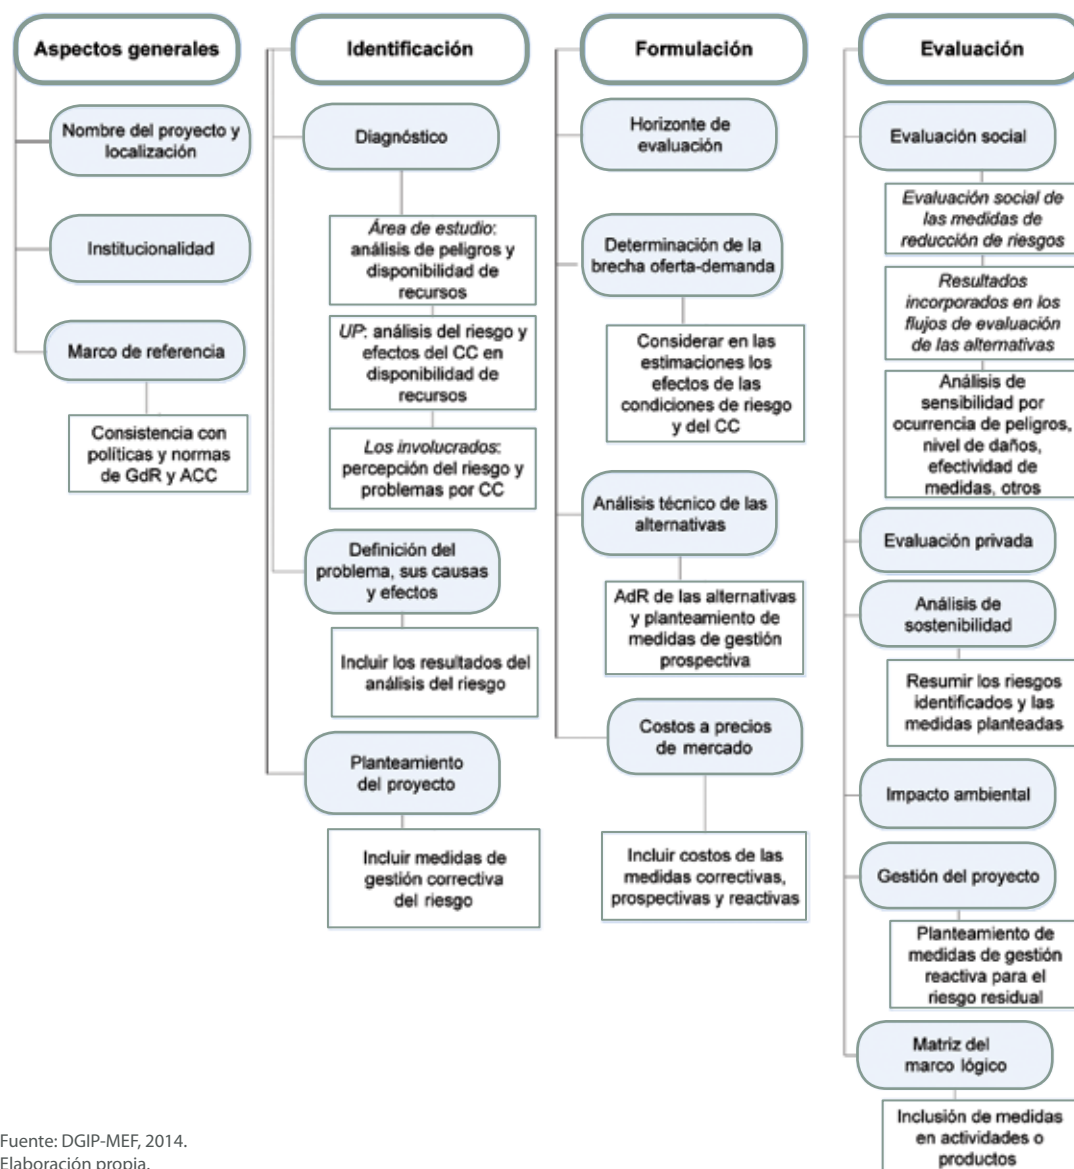 Aspectos generales
Nombre del proyecto y
localización
Institucionalidad
Marco de referencia
Consistencia con
políticas y normas
de GdR y ACC
Identificación
Diagnóstico
Área de estudio:
análisis de peligros y
disponibilidad de
recursos
UP: análisis del riesgo y
efectos del CC en
disponibilidad de
recursos
Los involucrados:
percepción del riesgo y
problemas por CC
Definición del
problema, sus causas
y efectos
Incluir los resultados del
análisis del riesgo
Planteamiento
del proyecto
Incluir medidas de
gestión correctiva
del riesgo
Formulación
Horizonte de
evaluación
Determinación de la
brecha oferta-demanda
Considerar en las
estimaciones los
efectos de las
condiciones de riesgo
y del CC
Análisis técnico de las
alternativas
AdR de las alternativas
y planteamiento de
medidas de gestión
prospectiva
Costos a precios
de mercado
Incluir costos de las
medidas correctivas,
prospectivas y reactivas
Evaluación
Evaluación social
Evaluación social de
las medidas de
reducción de riesgos
Resultados
incorporados en los
flujos de evaluación
de las alternativas
Análisis de
sensibilidad por
ocurrencia de peligros,
nivel de daños,
efectividad de
medidas, otros
Evaluación privada
Análisis de
sostenibilidad
Resumir los riesgos
identificados y las
medidas planteadas
Impacto ambiental
Gestión del proyecto
Planteamiento de
medidas de gestión
reactiva para el
riesgo residual
Matriz del
marco lógico
Inclusión de medidas
en actividades o
productos
Fuente: DGIP-MEF, 2014.
Elaboración propia.